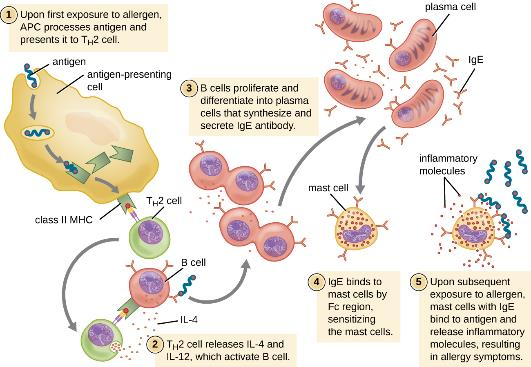 1 Upon first exposure to allergen,
APC processes antigen and
presents it to TH2 cell.
antigen
antigen-presenting
cell
class II MHC
TH2 cell
B cell
IL-4
2 TH2 cell releases IL-4 and
IL-12, which activate B cell.
3 B cells proliferate and
differentiate into plasma
cells that synthesize and
secrete IgE antibody.
plasma cell
IgE
mast cell
inflammatory
molecules
4 IgE binds to
mast cells by
Fc region,
sensitizing
the mast cells.
5 Upon subsequent
exposure to allergen,
mast cells with IgE
bind to antigen and
release inflammatory
molecules, resulting
in allergy symptoms.